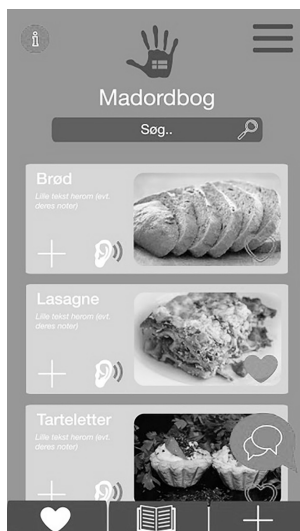 Madordbog
Søg..
Brød
Lille tekst herom (evt.
deres noter)
Lasagne
Lille tekst herom (evt.
deres noter)
Tarteletter
Lille tekst herom (evt.
deres noter)